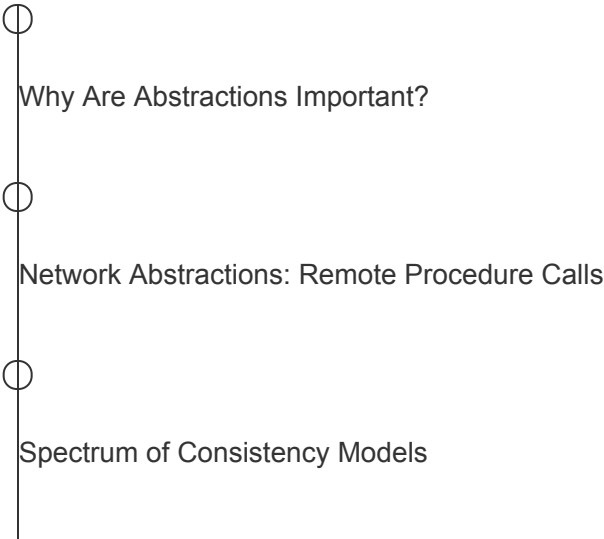 Why Are Abstractions Important?
Network Abstractions: Remote Procedure Calls
Spectrum of Consistency Models